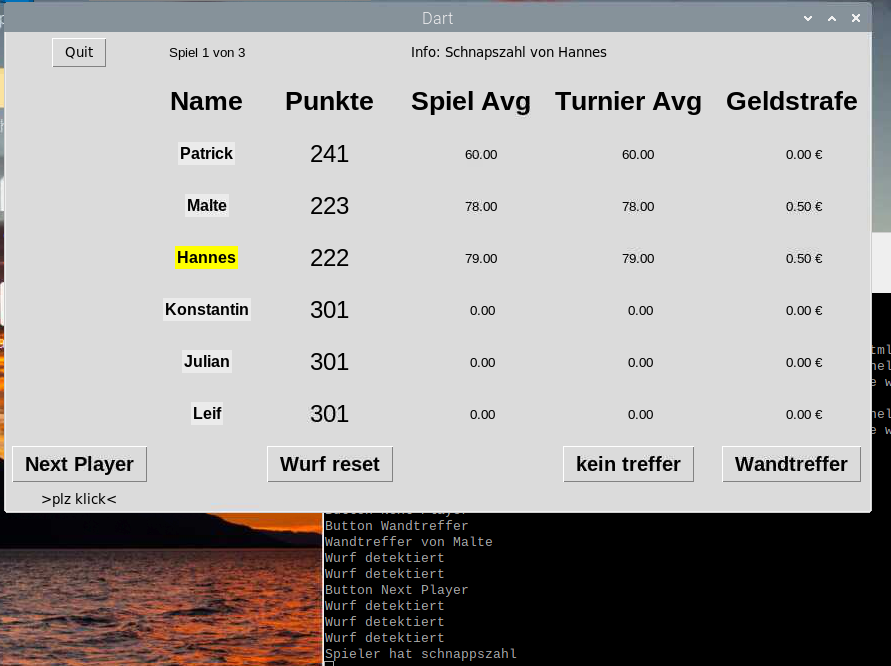 Dart
Quit Spiel 1 von 3 Info: Schnapszahl von Hannes
Name Punkte Spiel Avg Turnier Avg Geldstrafe
Patrick 241 60.00 60.00 0.00 €
Malte 223 78.00 78.00 0.50 €
Hannes 222 79.00 79.00 0.50 €
Konstantin 301 0.00 0.00 0.00 €
Julian 301 0.00 0.00 0.00 €
Leif 301 0.00 0.00 0.00 €
Next Player Wurf reset kein treffer Wandtreffer
>plz klick<
Button Wandtreffer
Wandtreffer von Malte
Wurf detektiert
Wurf detektiert
Button Next Player
Wurf detektiert
Wurf detektiert
Wurf detektiert
Spieler hat schnappszahl